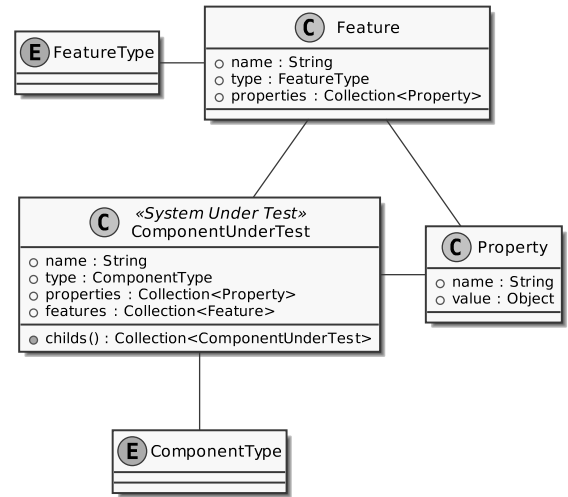 C Feature
name : String
type : FeatureType
properties : Collection<Property>
E FeatureType
C «System Under Test»
ComponentUnderTest
name : String
type : ComponentType
properties : Collection<Property>
features : Collection<Feature>
childs() : Collection<ComponentUnderTest>
C Property
name : String
value : Object
E ComponentType